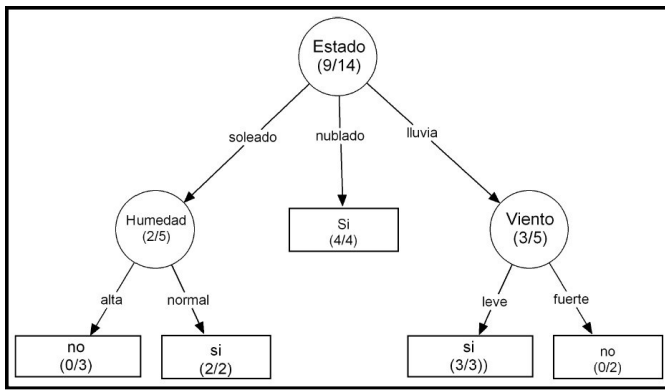 Estado
(9/14)
soleado
nublado
lluvia
Humedad
(2/5)
Si
(4/4)
Viento
(3/5)
alta
normal
leve
fuerte
no
(0/3)
si
(2/2)
si
(3/3))
no
(0/2)